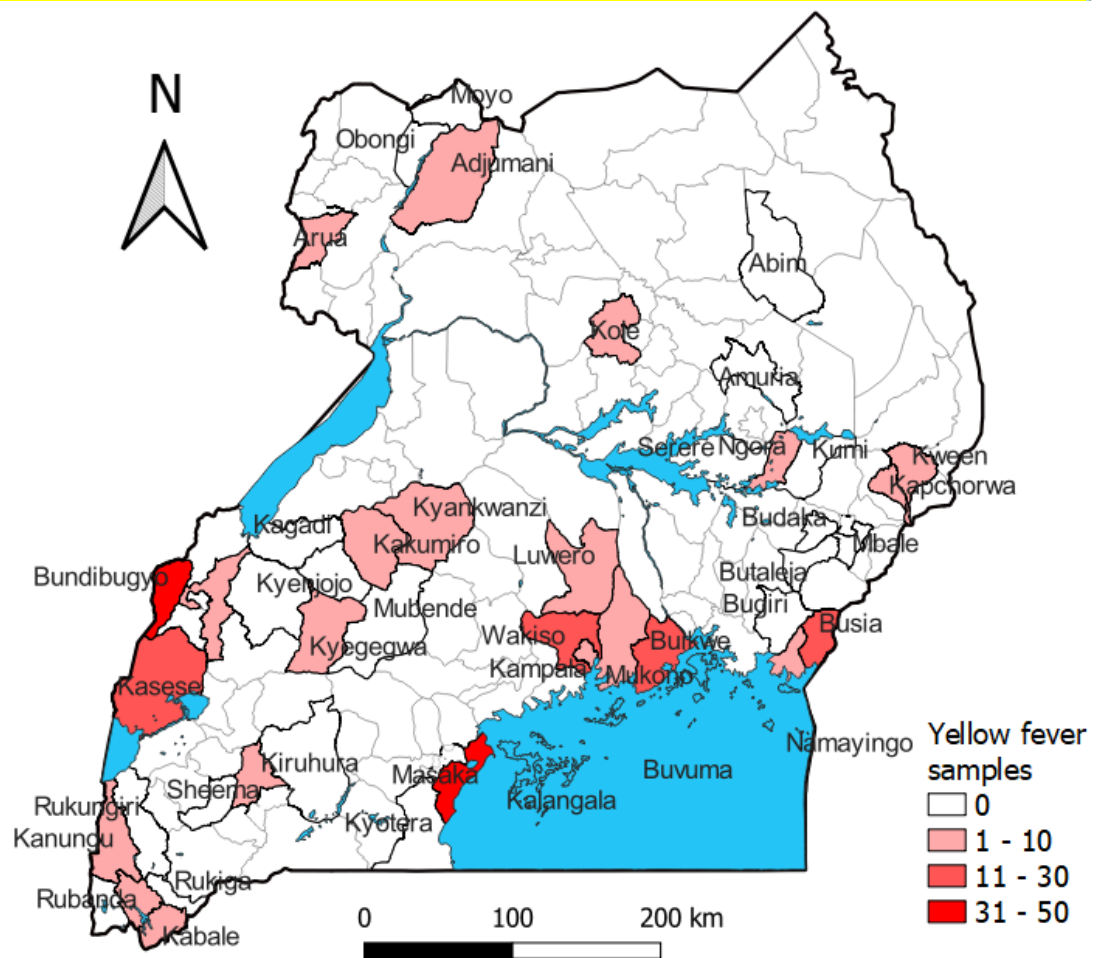 N
Moyo
Obongi
Adjumani
Arua
Abim
Kole
Amuria
Serere
Ngora
Kumi
Kween
Kapchorwa
Kyankwanzi
Kagadi
Budaka
Kakumiro
Mbale
Luwero
Bundibugyo
Kyenjojo
Butaleja
Mubende
Bugiri
Busia
Wakiso
Buikwe
Kyegegwa
Kampala
Mukono
Kasese
Namayingo
Kiruhura
Masaka
Buvuma
Sheema
Kalangala
Rukungiri
Kyotera
Kanungu
Rukiga
Rubanda
Kabale
Yellow fever
samples
0
1 - 10
11 - 30
31 - 50
0 100 200 km